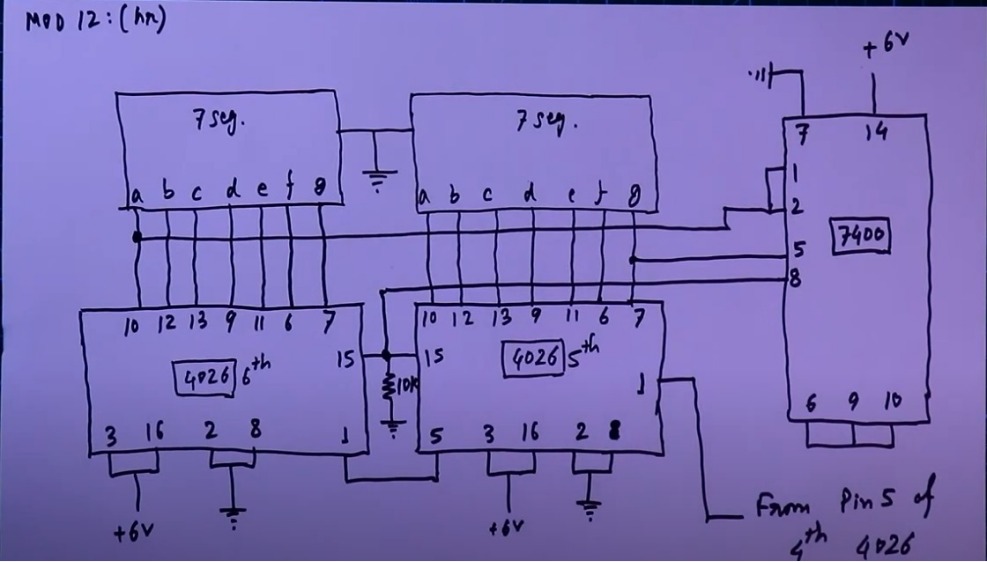 MOD 12 : (hr)
+6V
7 seg.
7 seg.
7 14
a b c d e f g
a b c d e f g
1
2
7400
5
8
10 12 13 9 11 6 7
10 12 13 9 11 6 7
15
15
4026 6th
4026 5th
10K
1
3 16 2 8 1
5 3 16 2 8
6 9 10
+6V
+6V
From Pin 5 of
4th 4026